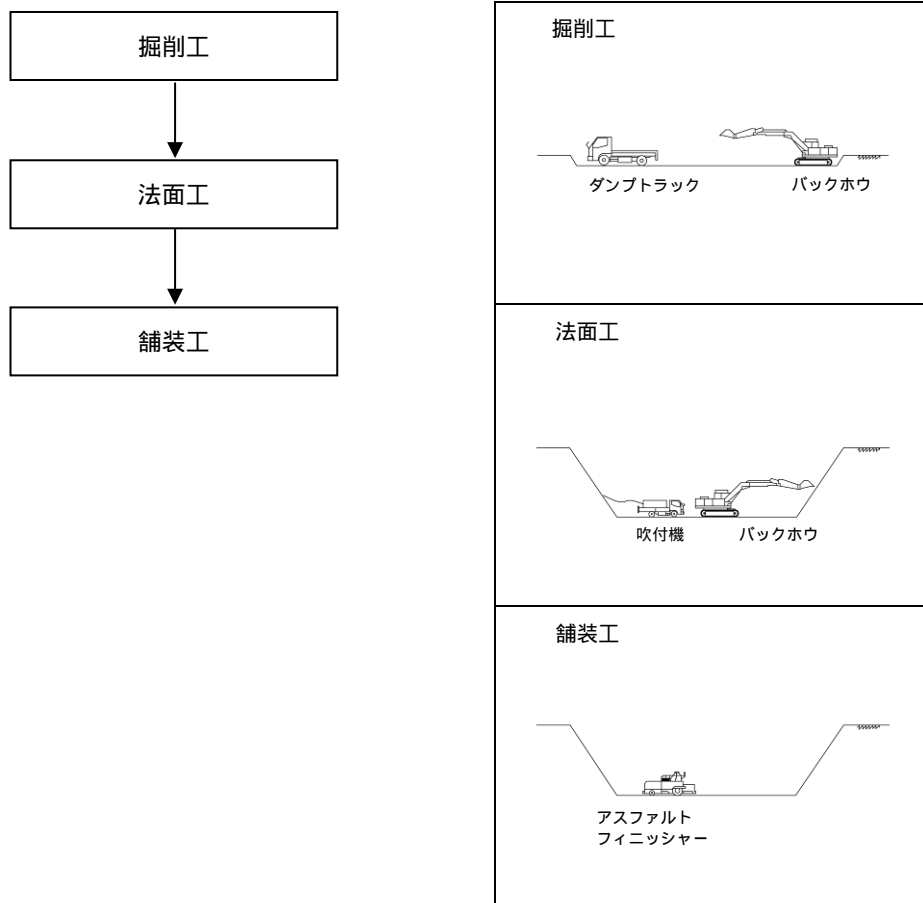 掘削工
法面工
舗装工
掘削工
ダンプトラック
バックホウ
法面工
吹付機
バックホウ
舗装工
アスファルト
フィニッシャー